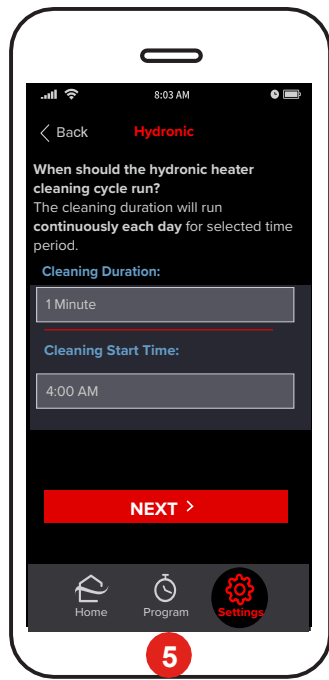 8:03 AM
Back Hydronic
When should the hydronic heater
cleaning cycle run?
The cleaning duration will run
continuously each day for selected time
period.
Cleaning Duration:
1 Minute
Cleaning Start Time:
4:00 AM
NEXT >
Home Program Settings
5